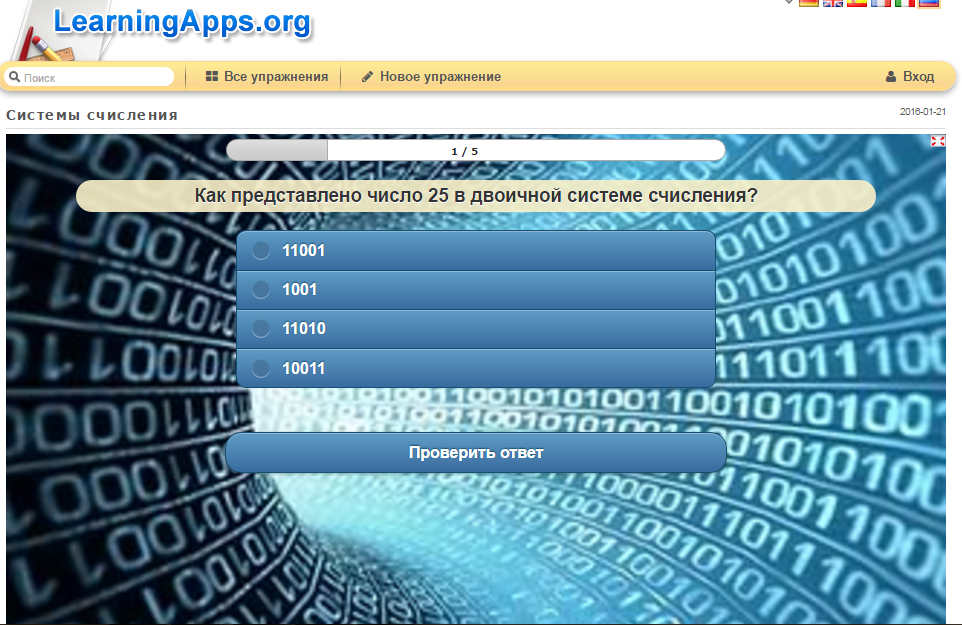 LearningApps.org
Поиск
Все упражнения
Новое упражнение
Вход
Системы счисления
2016-01-21
1 / 5
Как представлено число 25 в двоичной системе счисления?
11001
1001
11010
10011
Проверить ответ